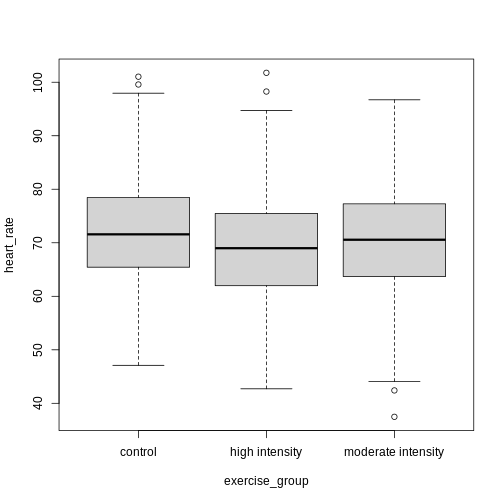 heart_rate
100
90
80
70
60
50
40
control
high intensity
moderate intensity
exercise_group